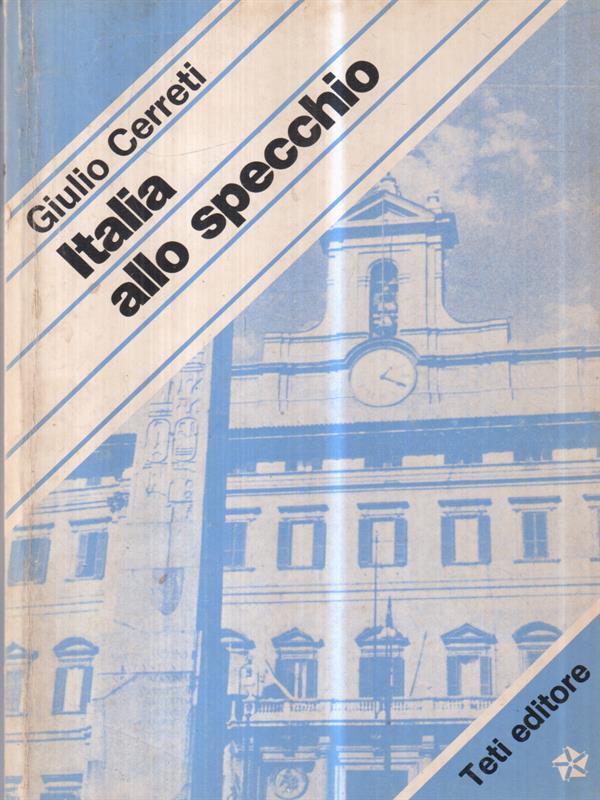 Giulio Cerreti
Italia
allo specchio
Teti editore